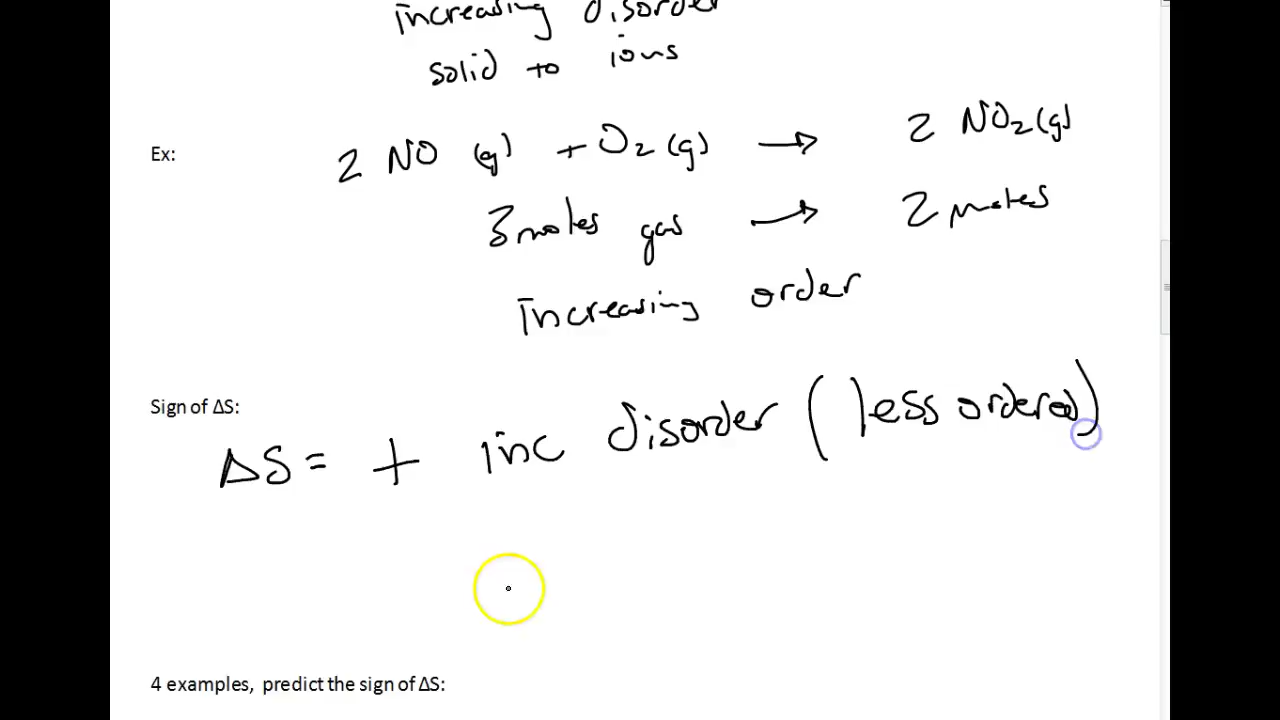 increasing disorder
solid to ions
Ex: 2 NO (g) + O2 (g) → 2 NO2 (g)
3 moles gas → 2 moles
increasing order
Sign of ΔS:
ΔS = + inc disorder (less ordered)
4 examples, predict the sign of ΔS: